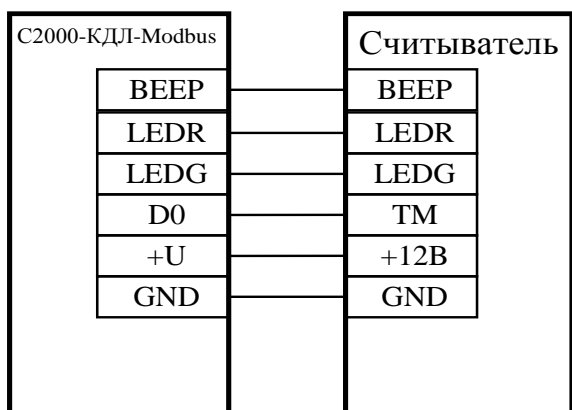 С2000-КДЛ-Modbus
BEEP
LEDR
LEDG
D0
+U
GND
Считыватель
BEEP
LEDR
LEDG
TM
+12В
GND